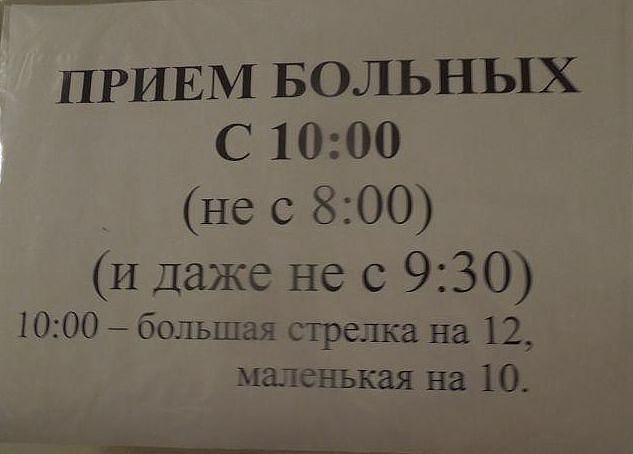 ПРИЕМ БОЛЬНЫХ
С 10:00
(не с 8:00)
(и даже не с 9:30)
10:00 – большая стрелка на 12,
маленькая на 10.